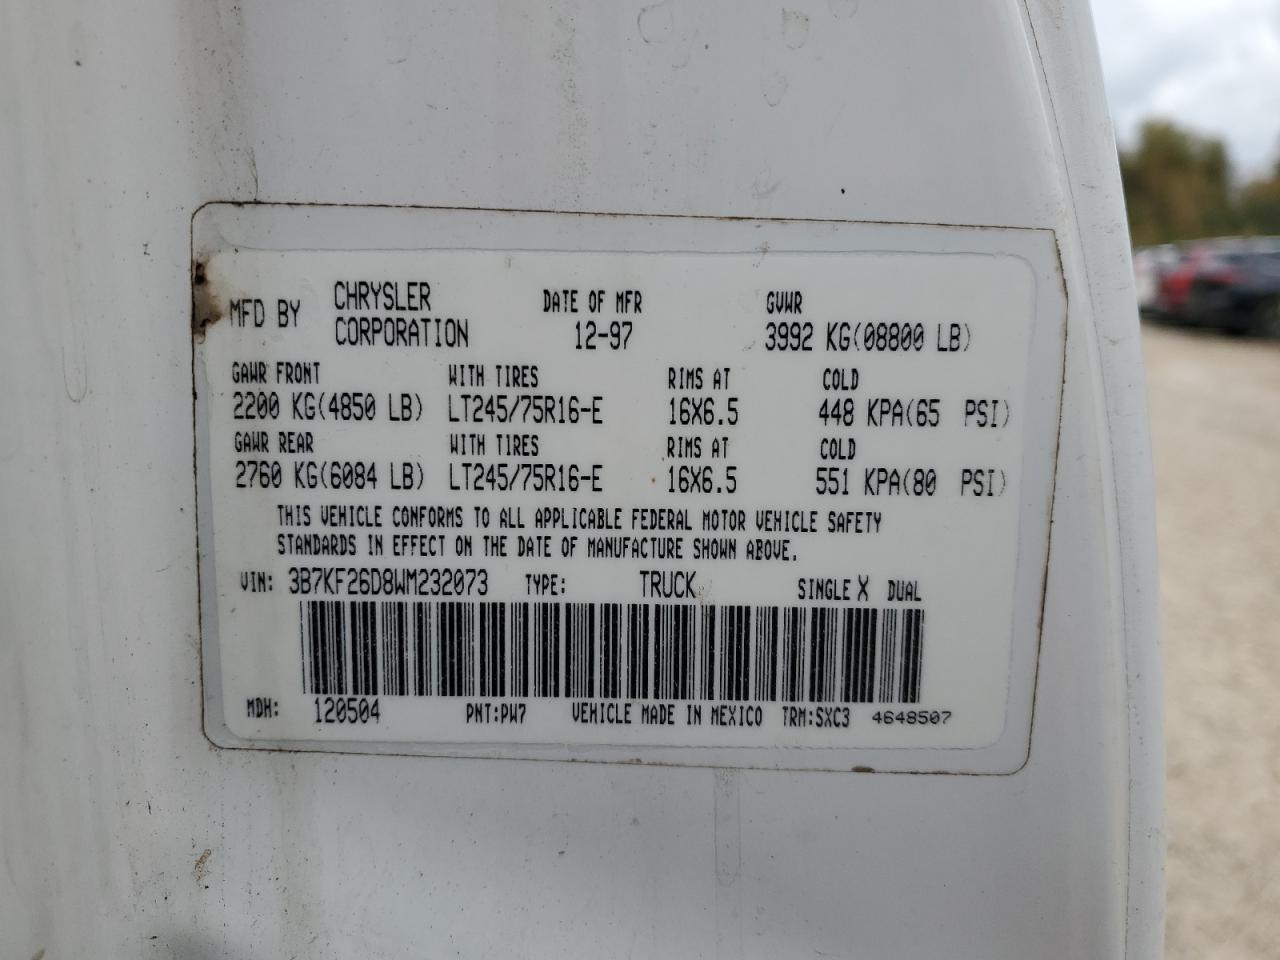 MFD BY CHRYSLER CORPORATION DATE OF MFR 12-97 GVWR 3992 KG(08800 LB)
GAWR FRONT WITH TIRES RIMS AT COLD
2200 KG(4850 LB) LT245/75R16-E 16X6.5 448 KPA(65 PSI)
GAWR REAR WITH TIRES RIMS AT COLD
2760 KG(6084 LB) LT245/75R16-E 16X6.5 551 KPA(80 PSI)
THIS VEHICLE CONFORMS TO ALL APPLICABLE FEDERAL MOTOR VEHICLE SAFETY
STANDARDS IN EFFECT ON THE DATE OF MANUFACTURE SHOWN ABOVE.
VIN: 3B7KF26D8WM232073 TYPE: TRUCK SINGLE X DUAL
MDH: 120504 PNT:PW7 VEHICLE MADE IN MEXICO TRM:SXC3 4648507